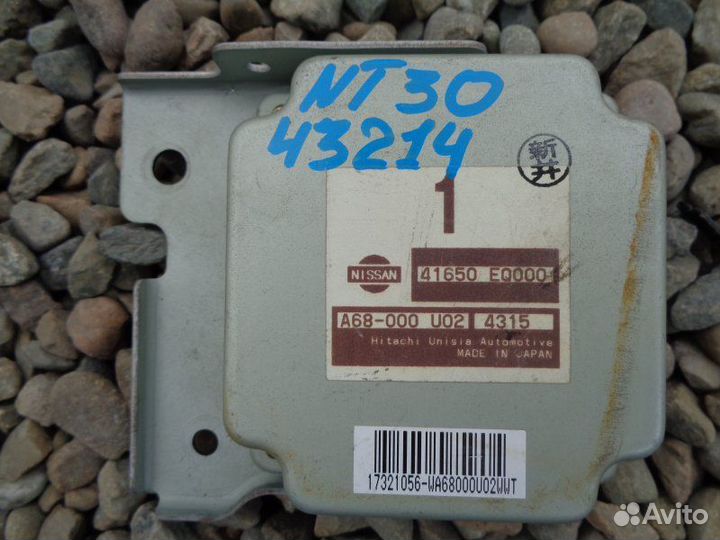 NT30
43214
新井
1
NISSAN
41650 EQ000
A68-000 U02 4315
Hitachi Unisia Automotive
MADE IN JAPAN
17321056-WA68000U02WWT
Avito